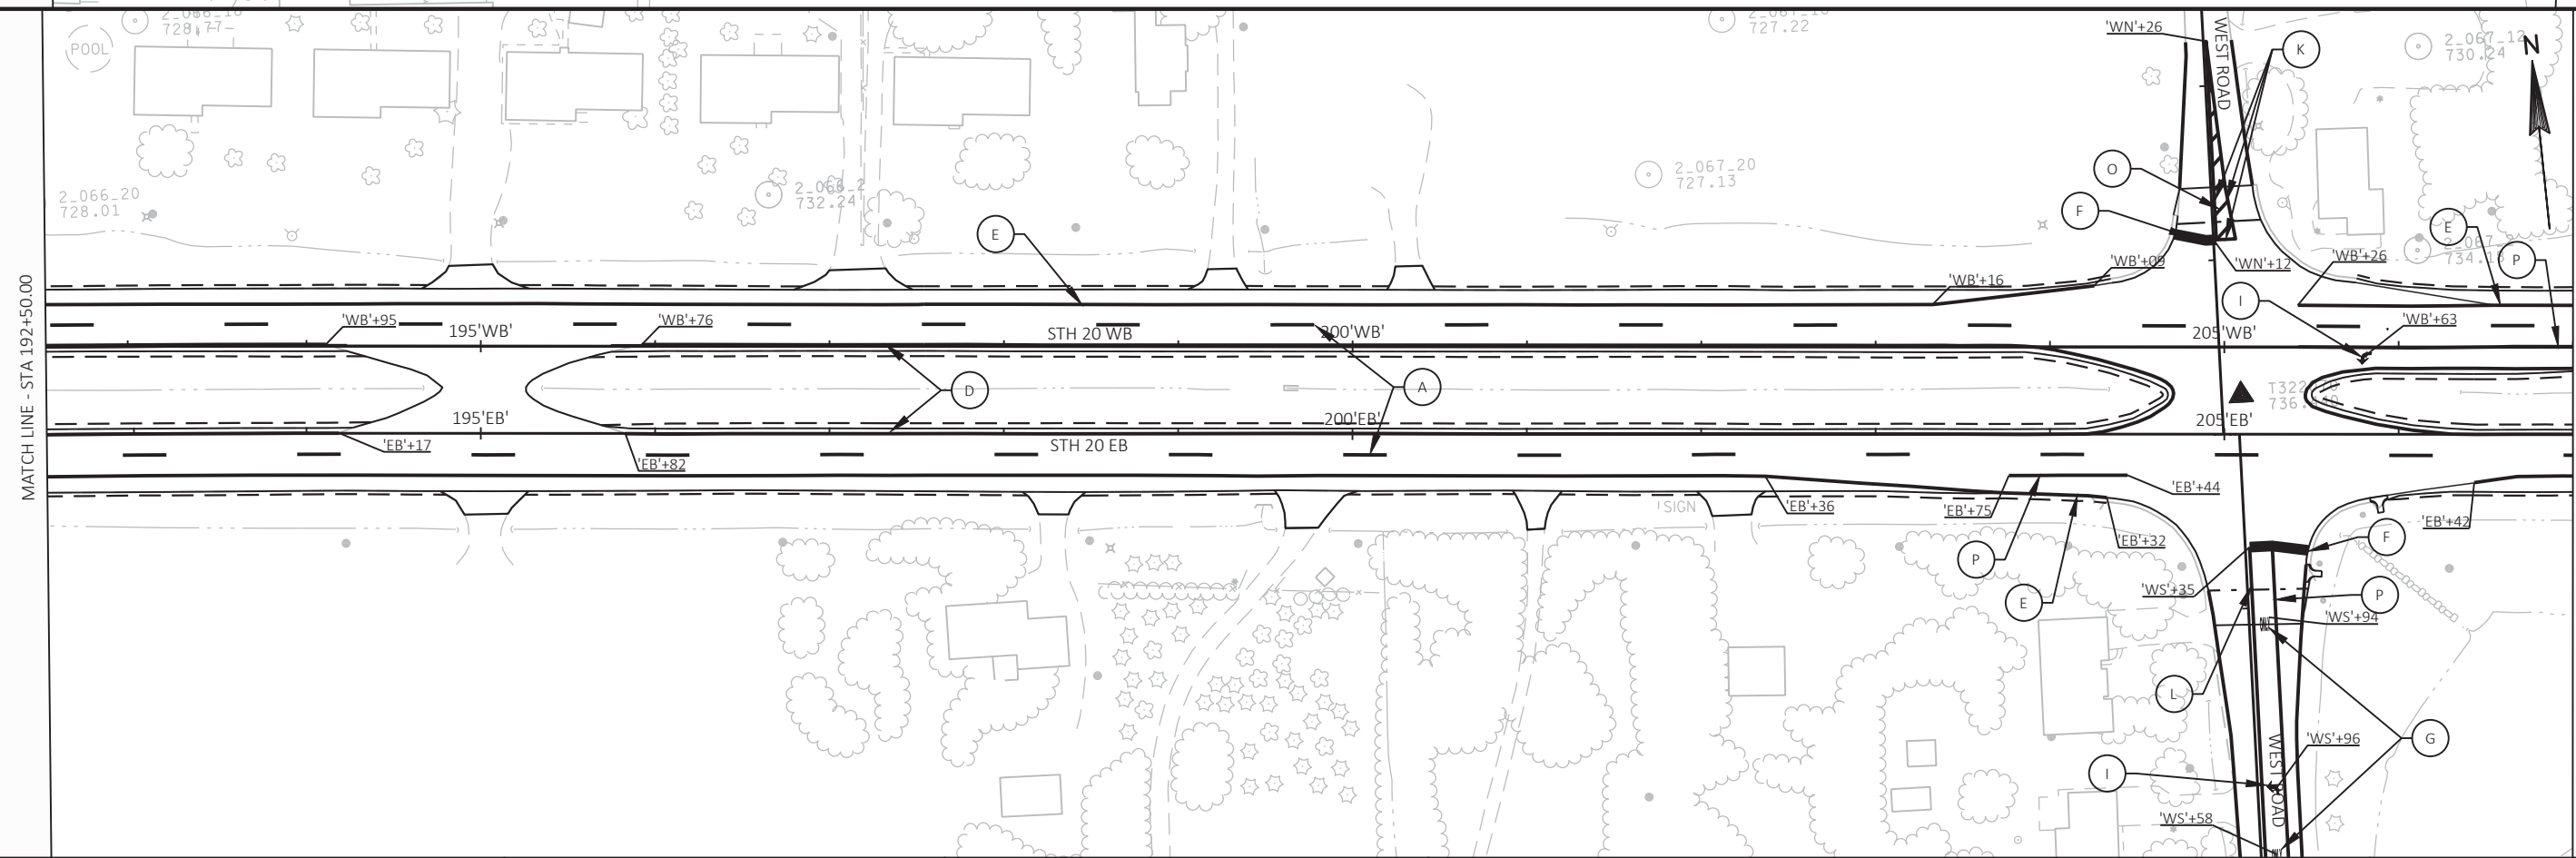 2_066_18
728.77
POOL
2_067_18
727.22
'WN'+26
WEST ROAD
K
2_067_12
730.24
N
O
2_067_20
727.13
2_066_20
728.01
732.24
F
E
E
P
'WB'+09
'WN'+12
'WB'+26
'WB'+16
I
'WB'+95
195'WB'
'WB'+76
STH 20 WB
200'WB'
205'WB'
'WB'+63
MATCH LINE - STA 192+50.00
D
A
195'EB'
200'EB'
205'EB'
'EB'+17
STH 20 EB
'EB'+82
'EB'+36
SIGN
'EB'+75
'EB'+44
'EB'+42
'EB'+32
F
P
E
'WS'+35
P
'WS'+94
L
G
'WS'+96
WEST ROAD
I
'WS'+58